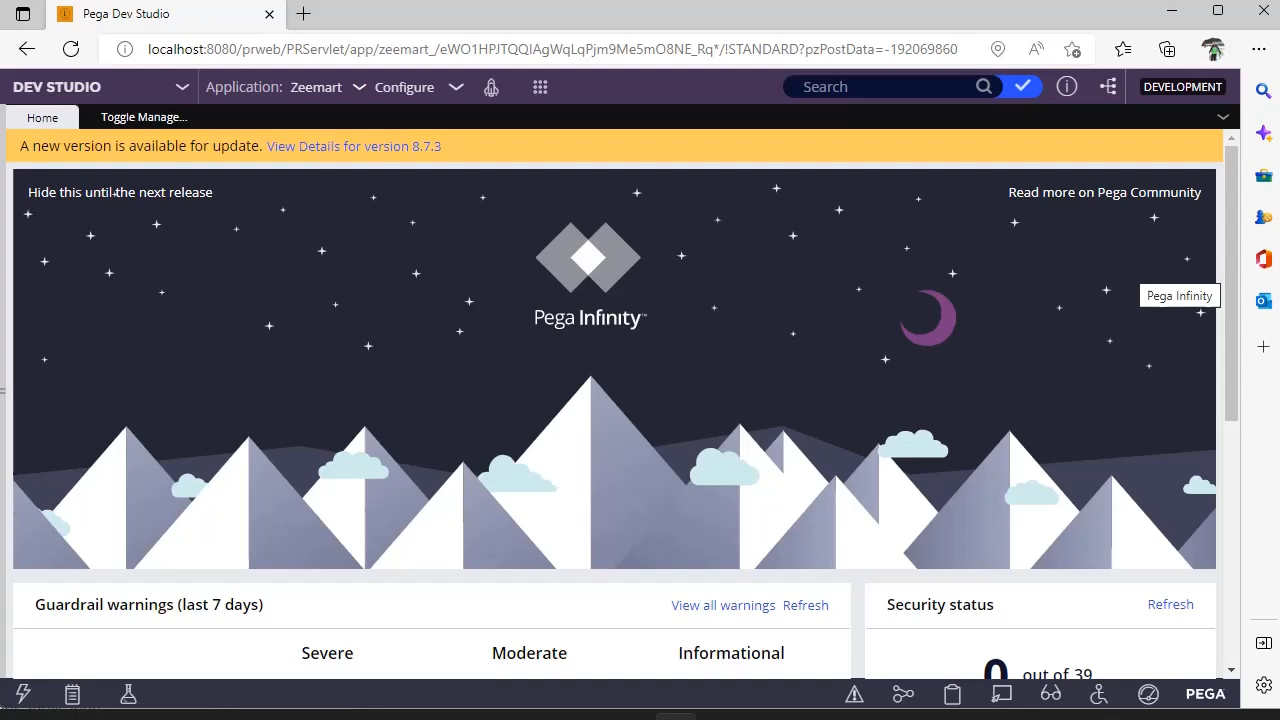 Pega Dev Studio
localhost:8080/prweb/PRServlet/app/zeemart_/eWO1HPJTQQIAgWqLqPjm9Me5mO8NE_Rq*/!STANDARD?pzPostData=-192069860
DEV STUDIO Application: Zeemart Configure Search DEVELOPMENT
Home Toggle Manage...
A new version is available for update. View Details for version 8.7.3
Hide this until the next release Read more on Pega Community
Pega Infinity™
Pega Infinity
Guardrail warnings (last 7 days) View all warnings Refresh Security status Refresh
Severe Moderate Informational
0 out of 39
PEGA